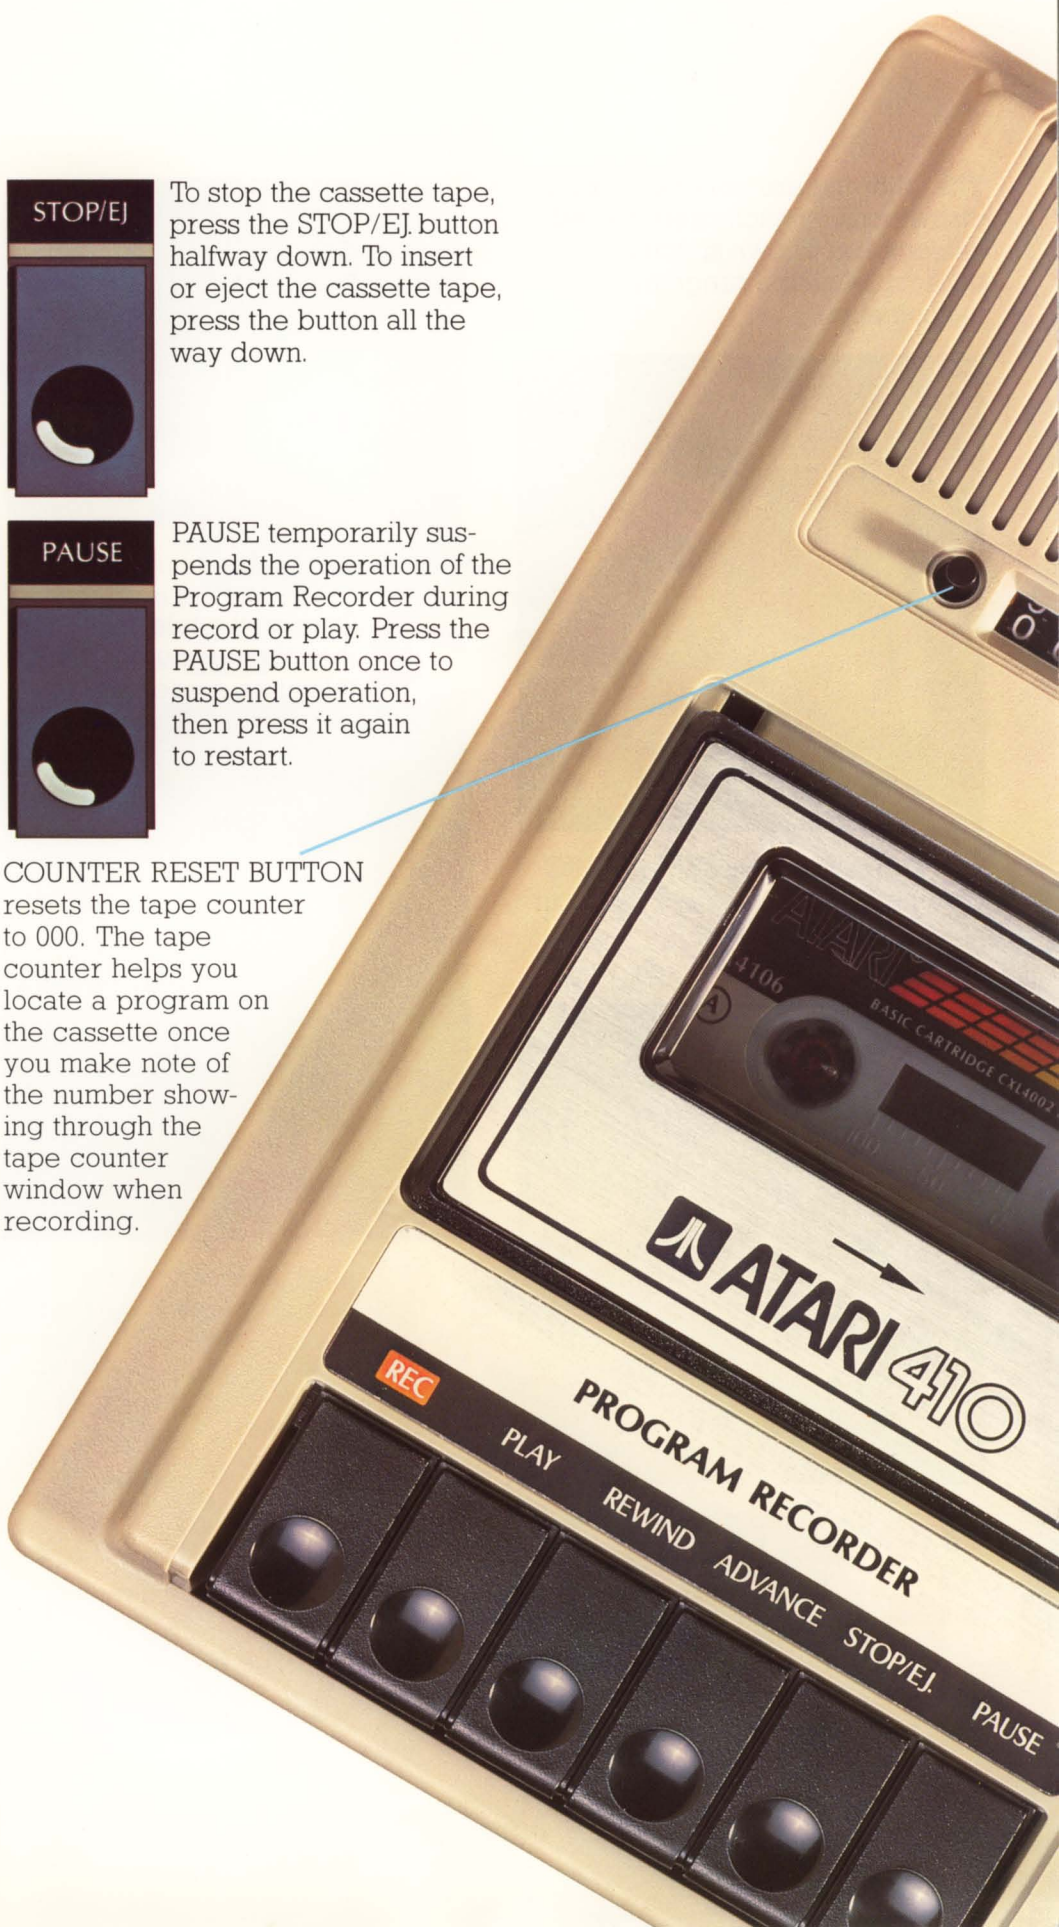 STOP/EJ
To stop the cassette tape,
press the STOP/EJ. button
halfway down. To insert
or eject the cassette tape,
press the button all the
way down.
PAUSE
PAUSE temporarily sus-
pends the operation of the
Program Recorder during
record or play. Press the
PAUSE button once to
suspend operation,
then press it again
to restart.
COUNTER RESET BUTTON
resets the tape counter
to 000. The tape
counter helps you
locate a program on
the cassette once
you make note of
the number show-
ing through the
tape counter
window when
recording.
0
ATARI
4106
A
BASIC CARTRIDGE CXL4002
ATARI 410
PROGRAM RECORDER
REC
PLAY
REWIND
ADVANCE
STOP/EJ.
PAUSE